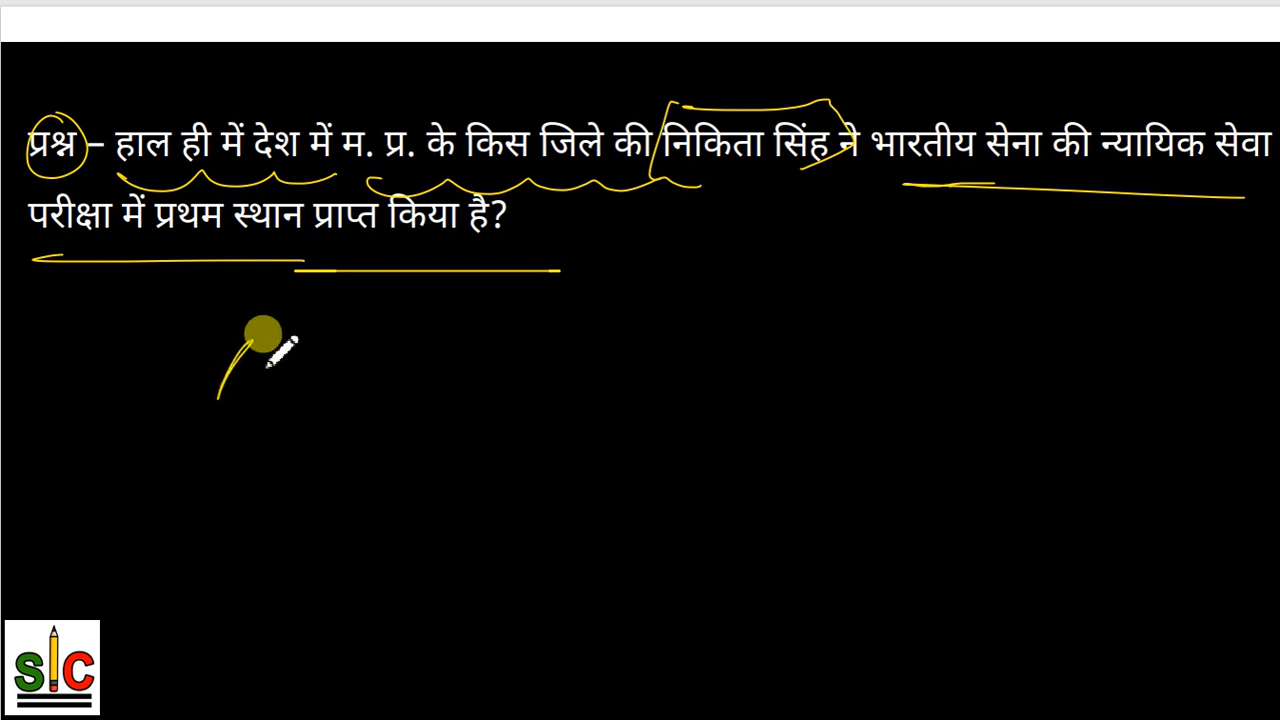 प्रश्न – हाल ही में देश में म. प्र. के किस जिले की निकिता सिंह ने भारतीय सेना की न्यायिक सेवा
परीक्षा में प्रथम स्थान प्राप्त किया है?
SIC